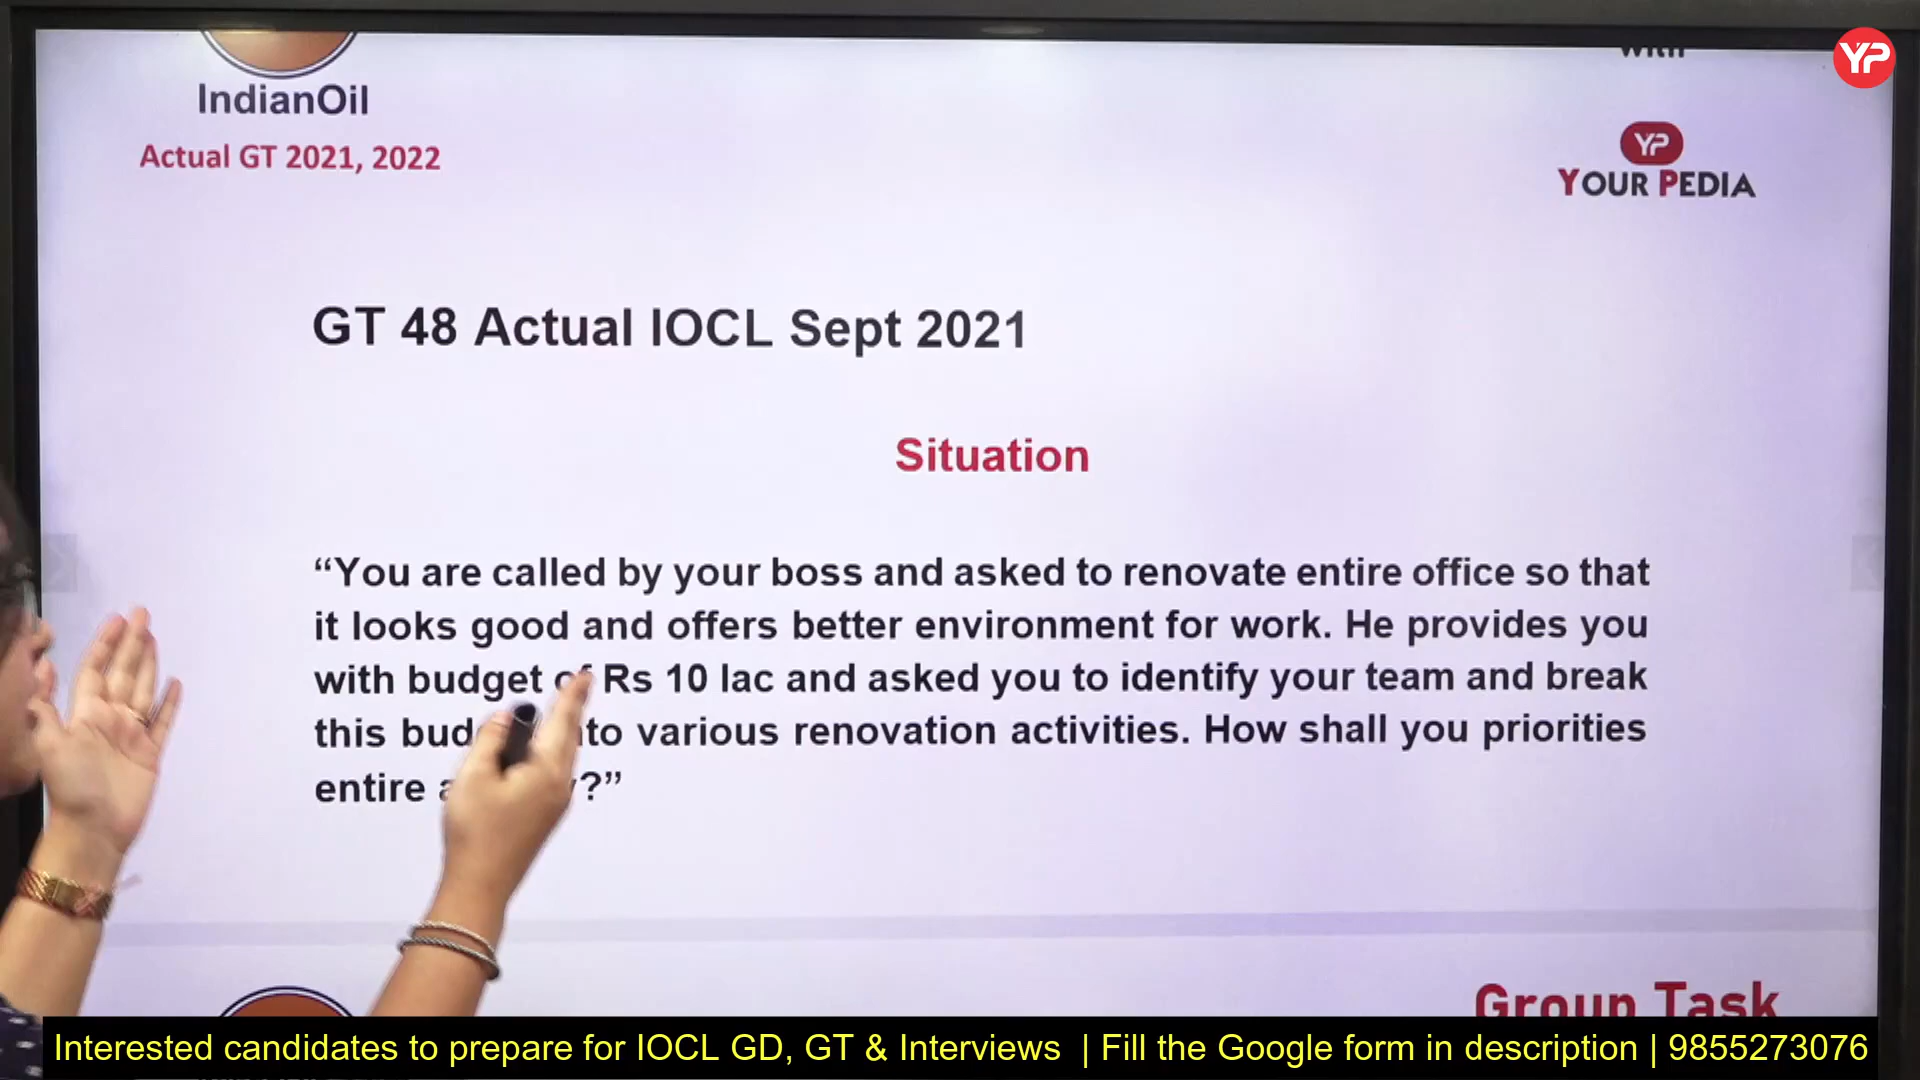 YP
IndianOil
Actual GT 2021, 2022
YP
YOUR PEDIA
GT 48 Actual IOCL Sept 2021
Situation
“You are called by your boss and asked to renovate entire office so that
it looks good and offers better environment for work. He provides you
with budget of Rs 10 lac and asked you to identify your team and break
this into various renovation activities. How shall you priorities
entire ?”
Group Task
Interested candidates to prepare for IOCL GD, GT & Interviews | Fill the Google form in description | 9855273076